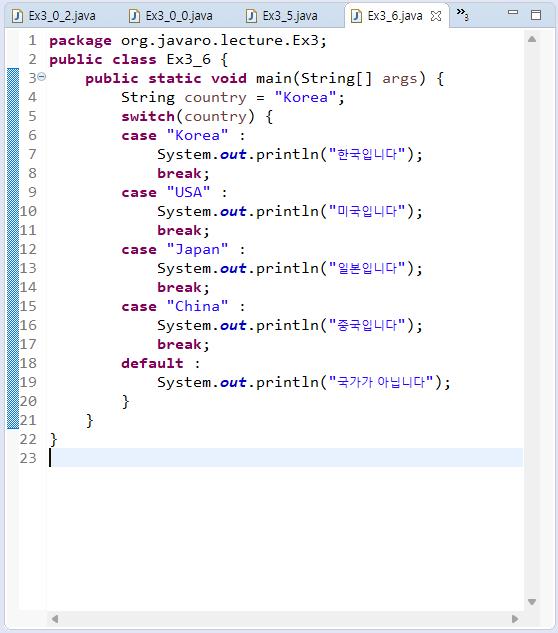 Ex3_0_2.java Ex3_0_0.java Ex3_5.java Ex3_6.java »3
1 package org.javaro.lecture.Ex3;
2 public class Ex3_6 {
3 public static void main(String[] args) {
4 String country = "Korea";
5 switch(country) {
6 case "Korea" :
7 System.out.println("한국입니다");
8 break;
9 case "USA" :
10 System.out.println("미국입니다");
11 break;
12 case "Japan" :
13 System.out.println("일본입니다");
14 break;
15 case "China" :
16 System.out.println("중국입니다");
17 break;
18 default :
19 System.out.println("국가가 아닙니다");
20 }
21 }
22 }
23